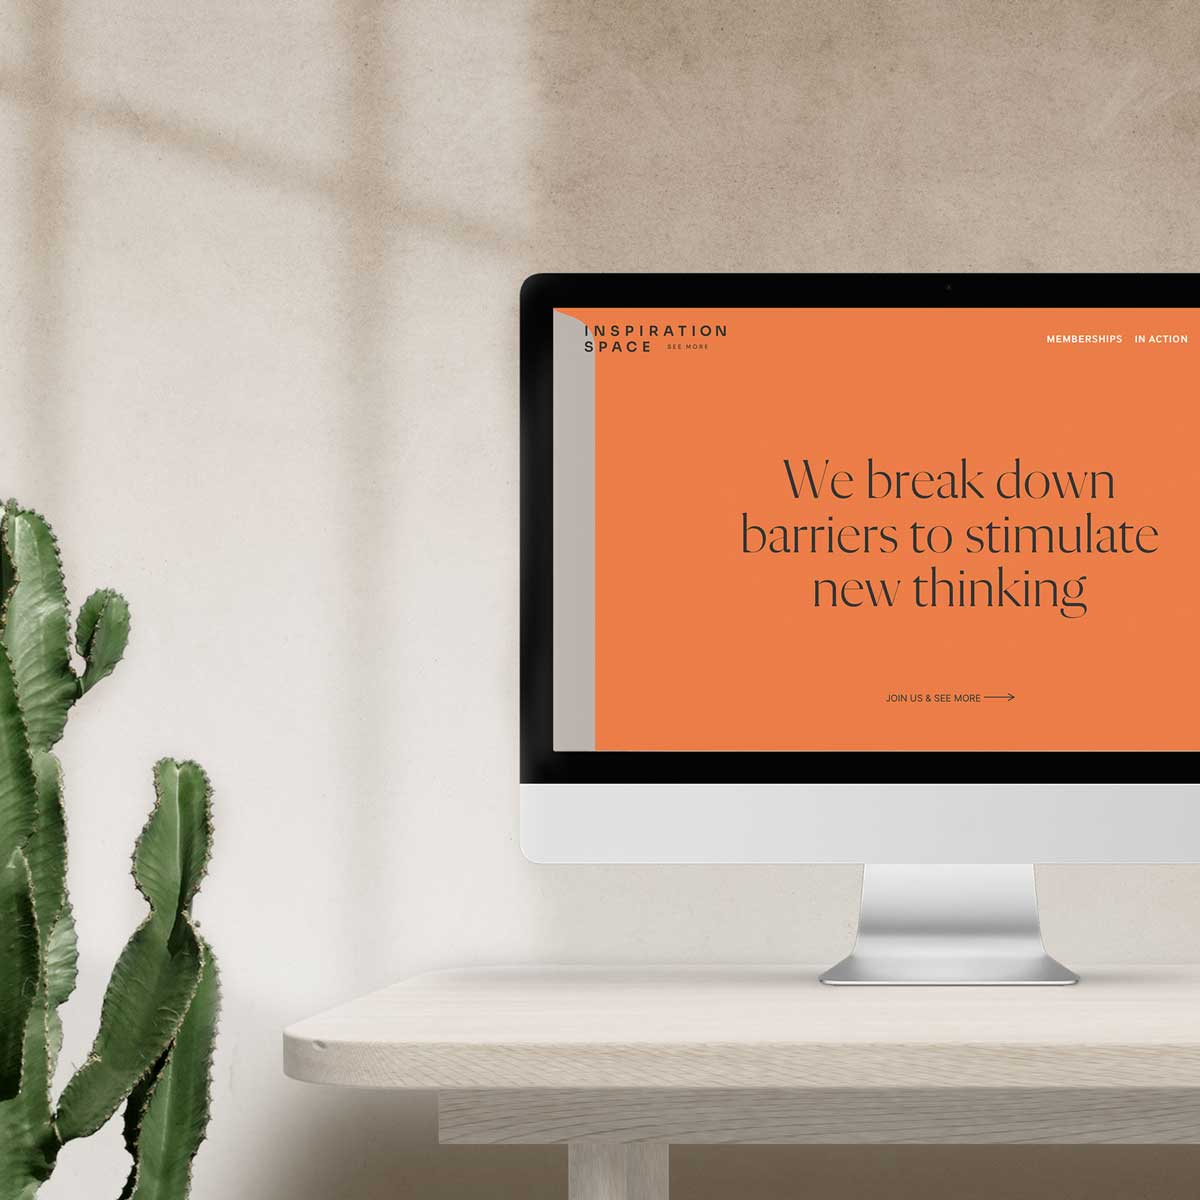 INSPIRATION
SPACE SEE MORE
MEMBERSHIPS IN ACTION
We break down
barriers to stimulate
new thinking
JOIN US & SEE MORE